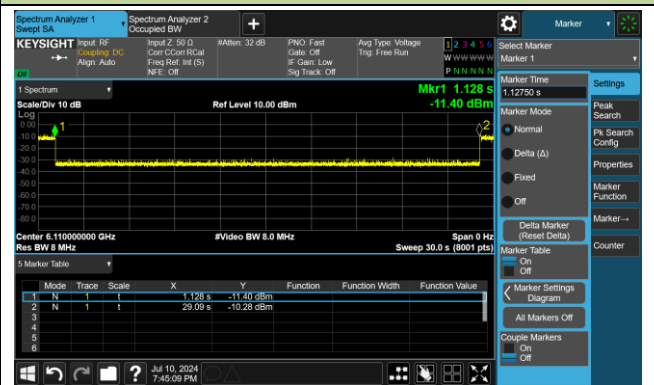 Spectrum Analyzer 1
Swept SA
Spectrum Analyzer 2
Occupied BW
+
Marker
KEYSIGHT
Input: RF
Coupling: DC
Align: Auto
Input Z: 50 Ω
Corr CCorr RCal
Freq Ref: Int (S)
NFE: Off
#Atten: 32 dB
PNO: Fast
Gate: Off
IF Gain: Low
Sig Track: Off
Avg Type: Voltage
Trig: Free Run
1 2 3 4 5 6
W W W W W W
P N N N N N
Select Marker
Marker 1
1 Spectrum
Mkr1 1.128 s
Scale/Div 10 dB
Ref Level 10.00 dBm
-11.40 dBm
Log
0.00
-10.0
-20.0
-30.0
-40.0
-50.0
-60.0
-70.0
-80.0
1
2
Center 6.110000000 GHz
#Video BW 8.0 MHz
Span 0 Hz
Res BW 8 MHz
Sweep 30.0 s (8001 pts)
5 Marker Table
Mode Trace Scale X Y Function Function Width Function Value
1 N 1 t 1.128 s -11.40 dBm
2 N 1 t 29.09 s -10.28 dBm
3
4
5
6
Marker Time
1.12750 s
Marker Mode
Normal
Delta (Δ)
Fixed
Off
Delta Marker
(Reset Delta)
Marker Table
On
Off
Marker Settings
Diagram
All Markers Off
Couple Markers
On
Off
Settings
Peak
Search
Pk Search
Config
Properties
Marker
Function
Marker→
Counter
?
Jul 10, 2024
7:45:09 PM